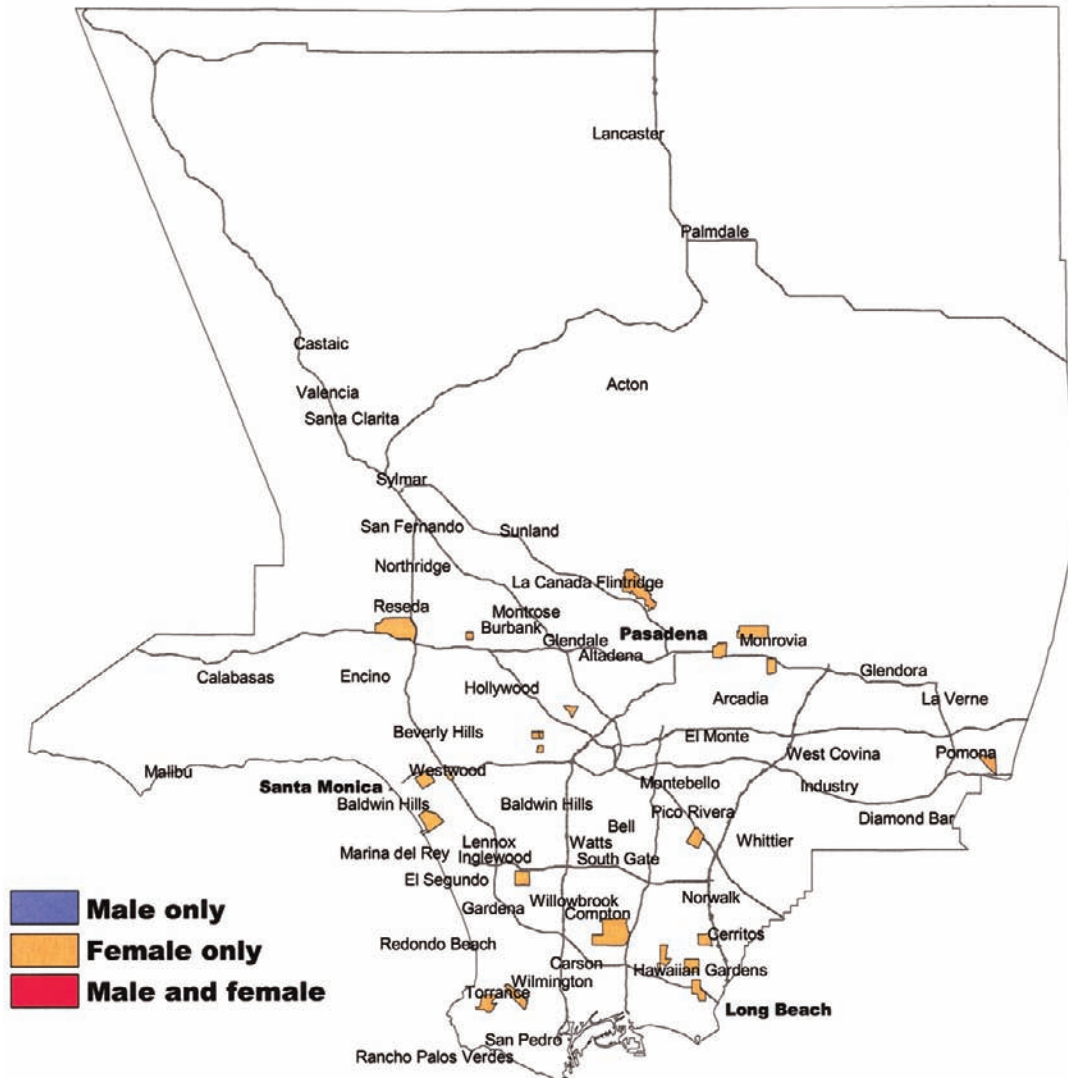 Lancaster
Palmdale
Castaic
Acton
Valencia
Santa Clarita
Sylmar
San Fernando
Sunland
Northridge
La Canada Flintridge
Reseda
Montrose
Burbank
Glendale
Pasadena
Monrovia
Altadena
Calabasas
Encino
Hollywood
Glendora
Arcadia
La Verne
Beverly Hills
El Monte
West Covina
Pomona
Malibu
Westwood
Santa Monica
Montebello
Industry
Baldwin Hills
Baldwin Hills
Pico Rivera
Diamond Bar
Bell
Whittier
Marina del Rey
Lennox
Watts
Inglewood
South Gate
El Segundo
Willowbrook
Norwalk
Gardena
Compton
Cerritos
Redondo Beach
Carson
Hawaiian Gardens
Wilmington
Torrance
Long Beach
San Pedro
Rancho Palos Verdes
Male only
Female only
Male and female